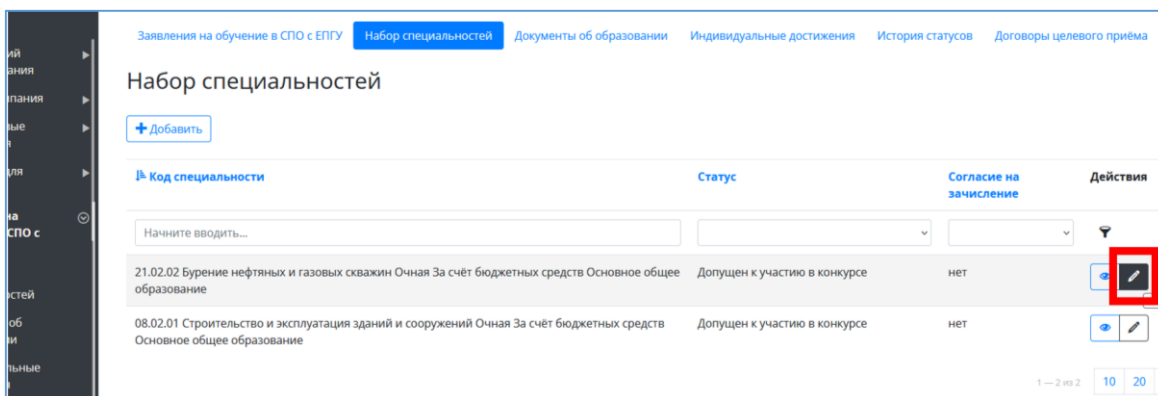 Заявления на обучение в СПО с ЕПГУ Набор специальностей Документы об образовании Индивидуальные достижения История статусов Договоры целевого приёма
Набор специальностей
Добавить
Код специальности Статус Согласие на зачисление Действия
Начните вводить...
21.02.02 Бурение нефтяных и газовых скважин Очная За счёт бюджетных средств Основное общее Допущен к участию в конкурсе нет
образование
08.02.01 Строительство и эксплуатация зданий и сооружений Очная За счёт бюджетных средств Допущен к участию в конкурсе нет
Основное общее образование
1 — 2 из 2 10 20
СПО с